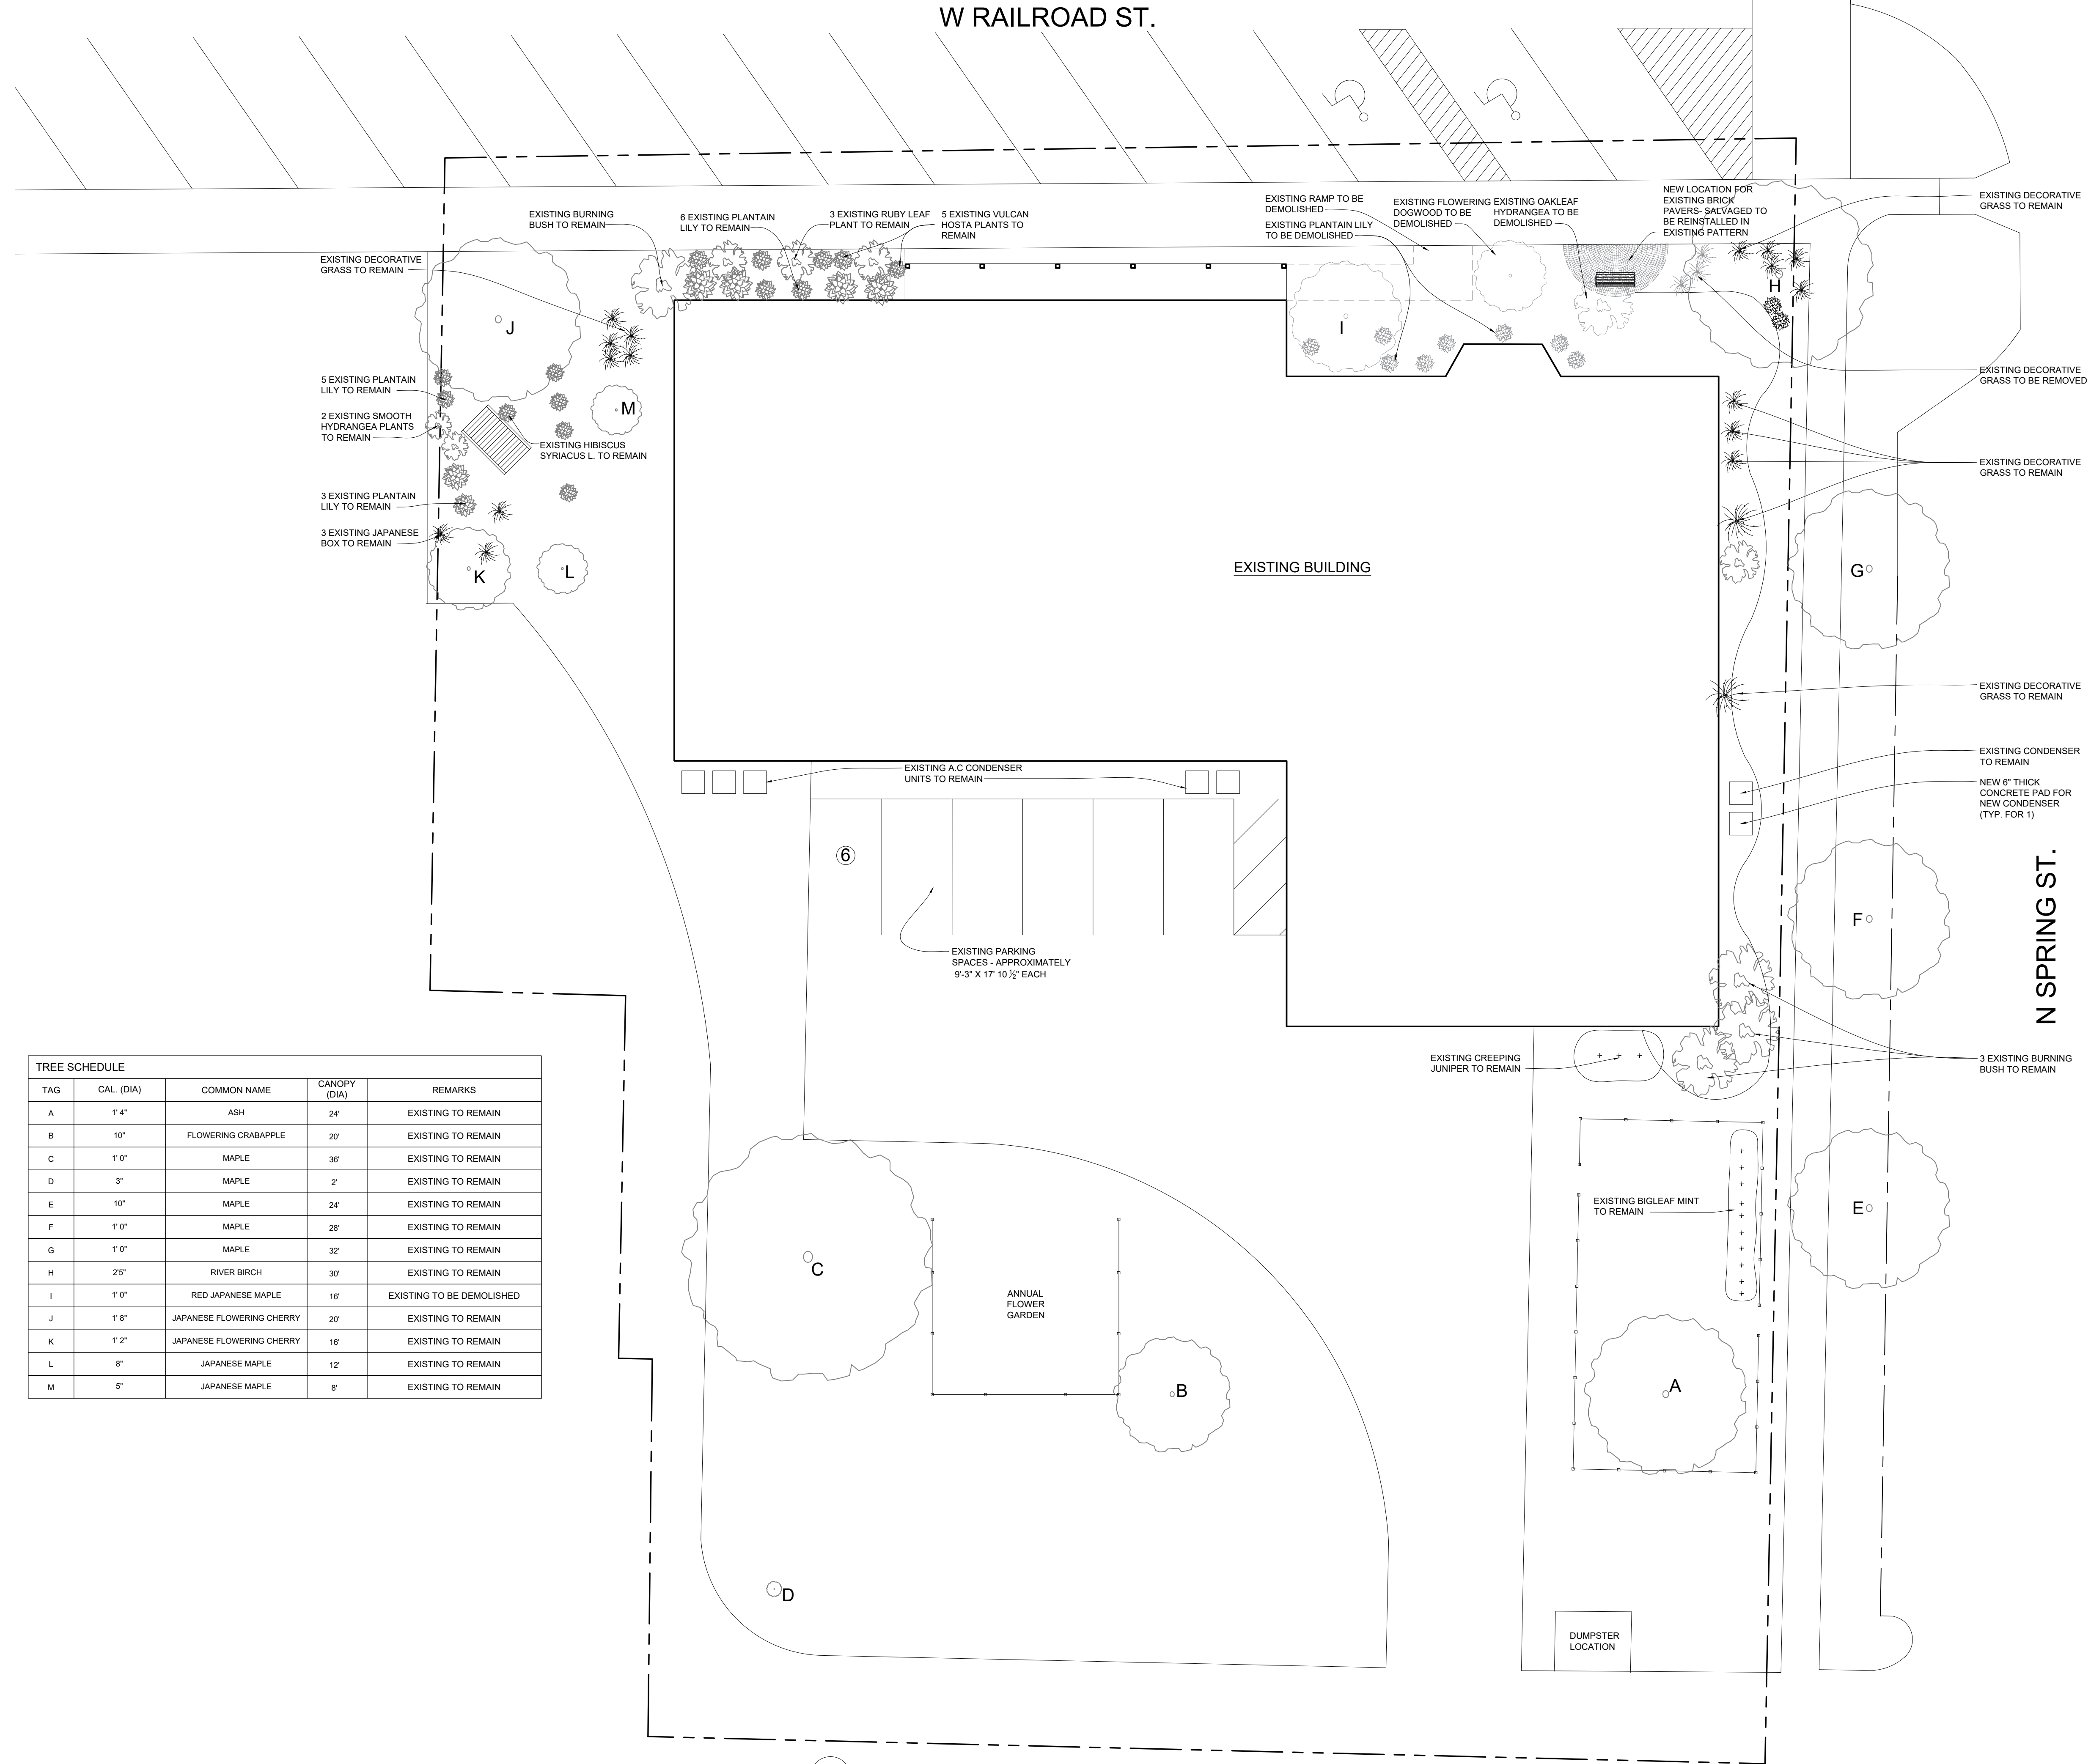 W RAILROAD ST.
EXISTING BURNING
BUSH TO REMAIN
6 EXISTING PLANTAIN
LILY TO REMAIN
3 EXISTING RUBY LEAF
PLANT TO REMAIN
5 EXISTING VULCAN
HOSTA PLANTS TO
REMAIN
EXISTING RAMP TO BE
DEMOLISHED
EXISTING PLANTAIN LILY
TO BE DEMOLISHED
EXISTING FLOWERING
DOGWOOD TO BE
DEMOLISHED
EXISTING OAKLEAF
HYDRANGEA TO BE
DEMOLISHED
NEW LOCATION FOR
EXISTING BRICK
PAVERS- SALVAGED TO
BE REINSTALLED IN
EXISTING PATTERN
EXISTING DECORATIVE
GRASS TO REMAIN
EXISTING DECORATIVE
GRASS TO REMAIN
H
J
I
EXISTING DECORATIVE
GRASS TO BE REMOVED
5 EXISTING PLANTAIN
LILY TO REMAIN
M
2 EXISTING SMOOTH
HYDRANGEA PLANTS
TO REMAIN
EXISTING HIBISCUS
SYRIACUS L. TO REMAIN
EXISTING DECORATIVE
GRASS TO REMAIN
3 EXISTING PLANTAIN
LILY TO REMAIN
3 EXISTING JAPANESE
BOX TO REMAIN
K
L
EXISTING BUILDING
G
EXISTING DECORATIVE
GRASS TO REMAIN
EXISTING CONDENSER
TO REMAIN
EXISTING A.C CONDENSER
UNITS TO REMAIN
NEW 6" THICK
CONCRETE PAD FOR
NEW CONDENSER
(TYP. FOR 1)
6
F
N SPRING ST.
EXISTING PARKING
SPACES - APPROXIMATELY
9'-3" X 17' 10 ½" EACH
EXISTING CREEPING
JUNIPER TO REMAIN
3 EXISTING BURNING
BUSH TO REMAIN
TREE SCHEDULE
TAG CAL. (DIA) COMMON NAME CANOPY (DIA) REMARKS
A 1' 4" ASH 24' EXISTING TO REMAIN
B 10" FLOWERING CRABAPPLE 20' EXISTING TO REMAIN
C 1' 0" MAPLE 36' EXISTING TO REMAIN
D 3" MAPLE 2' EXISTING TO REMAIN
E 10" MAPLE 24' EXISTING TO REMAIN
F 1' 0" MAPLE 28' EXISTING TO REMAIN
G 1' 0" MAPLE 32' EXISTING TO REMAIN
H 2'5" RIVER BIRCH 30' EXISTING TO REMAIN
I 1' 0" RED JAPANESE MAPLE 16' EXISTING TO BE DEMOLISHED
J 1' 8" JAPANESE FLOWERING CHERRY 20' EXISTING TO REMAIN
K 1' 2" JAPANESE FLOWERING CHERRY 16' EXISTING TO REMAIN
L 8" JAPANESE MAPLE 12' EXISTING TO REMAIN
M 5" JAPANESE MAPLE 8' EXISTING TO REMAIN
EXISTING BIGLEAF MINT
TO REMAIN
E
C
ANNUAL
FLOWER
GARDEN
B
A
D
DUMPSTER
LOCATION